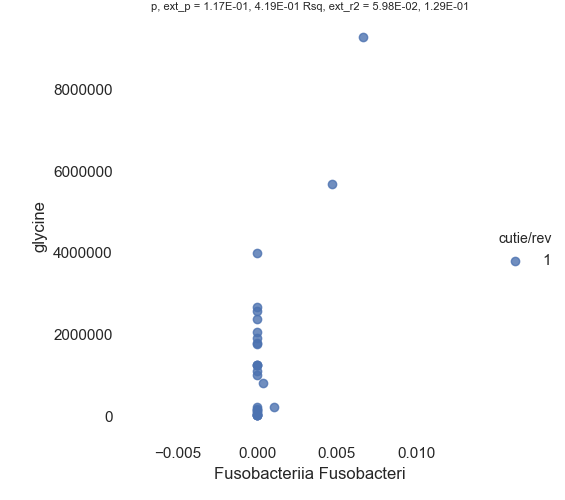 p, ext_p = 1.17E-01, 4.19E-01 Rsq, ext_r2 = 5.98E-02, 1.29E-01
8000000
6000000
4000000
2000000
0
glycine
cutie/rev
1
−0.005 0.000 0.005 0.010
Fusobacteriia Fusobacteri